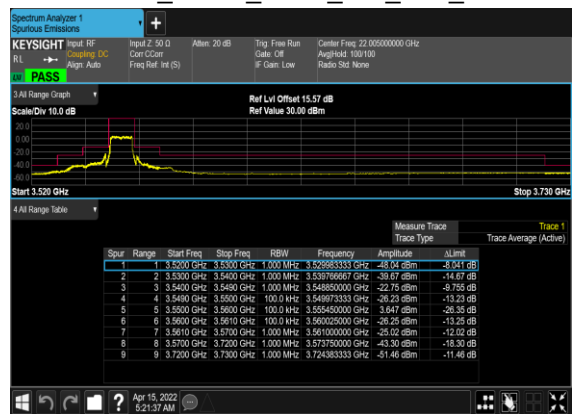 Spectrum Analyzer 1
Spurious Emissions
KEYSIGHT Input: RF Input Z: 50 Ω Atten: 20 dB Trig: Free Run Center Freq: 22.005000000 GHz
RL Coupling: DC Corr CCorr Gate: Off Avg|Hold: 100/100
Align: Auto Freq Ref: Int (S) IF Gain: Low Radio Std: None
PASS
3 All Range Graph
Ref Lvl Offset 15.57 dB
Scale/Div 10.0 dB Ref Value 30.00 dBm
20.0
0.00
-20.0
-40.0
-60.0
Start 3.520 GHz Stop 3.730 GHz
4 All Range Table
Measure Trace Trace 1
Trace Type Trace Average (Active)
Spur Range Start Freq Stop Freq RBW Frequency Amplitude ΔLimit
1 1 3.5200 GHz 3.5300 GHz 1.000 MHz 3.529983333 GHz -48.04 dBm -8.041 dB
2 2 3.5300 GHz 3.5400 GHz 1.000 MHz 3.539766667 GHz -39.67 dBm -14.67 dB
3 3 3.5400 GHz 3.5490 GHz 1.000 MHz 3.548850000 GHz -22.75 dBm -9.755 dB
4 4 3.5490 GHz 3.5500 GHz 100.0 kHz 3.549973333 GHz -26.23 dBm -13.23 dB
5 5 3.5500 GHz 3.5600 GHz 100.0 kHz 3.555450000 GHz 3.647 dBm -26.35 dB
6 6 3.5600 GHz 3.5610 GHz 100.0 kHz 3.560025000 GHz -26.25 dBm -13.25 dB
7 7 3.5610 GHz 3.5700 GHz 1.000 MHz 3.561000000 GHz -25.02 dBm -12.02 dB
8 8 3.5700 GHz 3.7200 GHz 1.000 MHz 3.573750000 GHz -43.30 dBm -18.30 dB
9 9 3.7200 GHz 3.7300 GHz 1.000 MHz 3.724383333 GHz -51.46 dBm -11.46 dB
Apr 15, 2022
5:21:37 AM